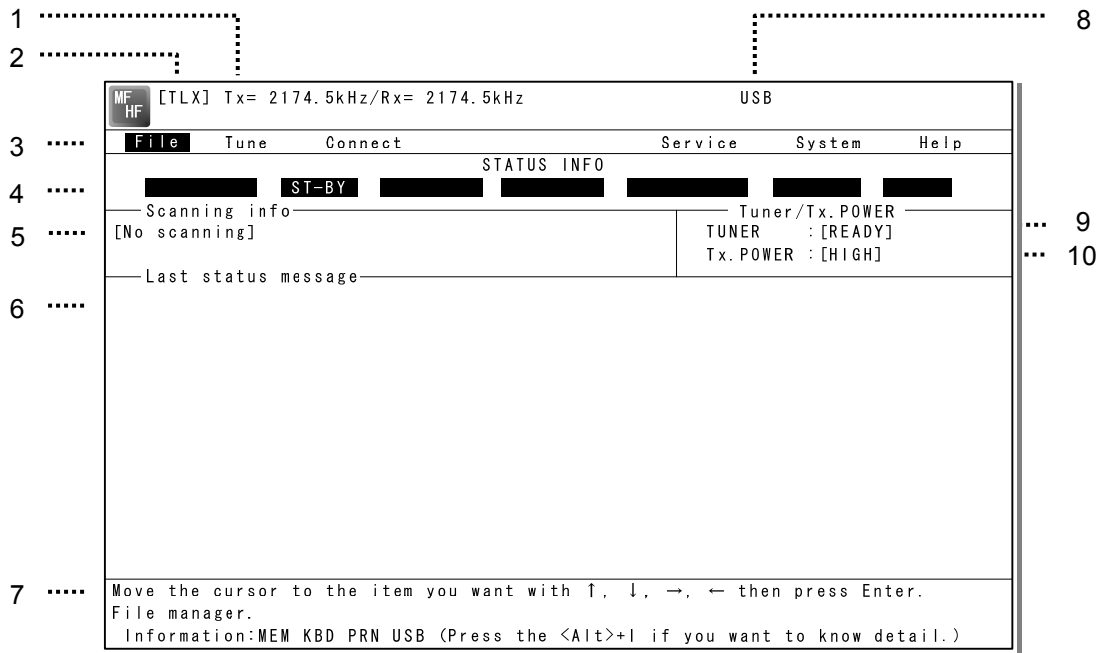 1 8
2
MF HF [TLX] Tx= 2174.5kHz/Rx= 2174.5kHz USB
3 File Tune Connect Service System Help
STATUS INFO
4 ST-BY
Scanning info Tuner/Tx.POWER
5 [No scanning] TUNER :[READY] 9
Tx.POWER :[HIGH] 10
Last status message
6
7 Move the cursor to the item you want with ↑, ↓, →, ← then press Enter.
File manager.
Information:MEM KBD PRN USB (Press the <Alt>+I if you want to know detail.)